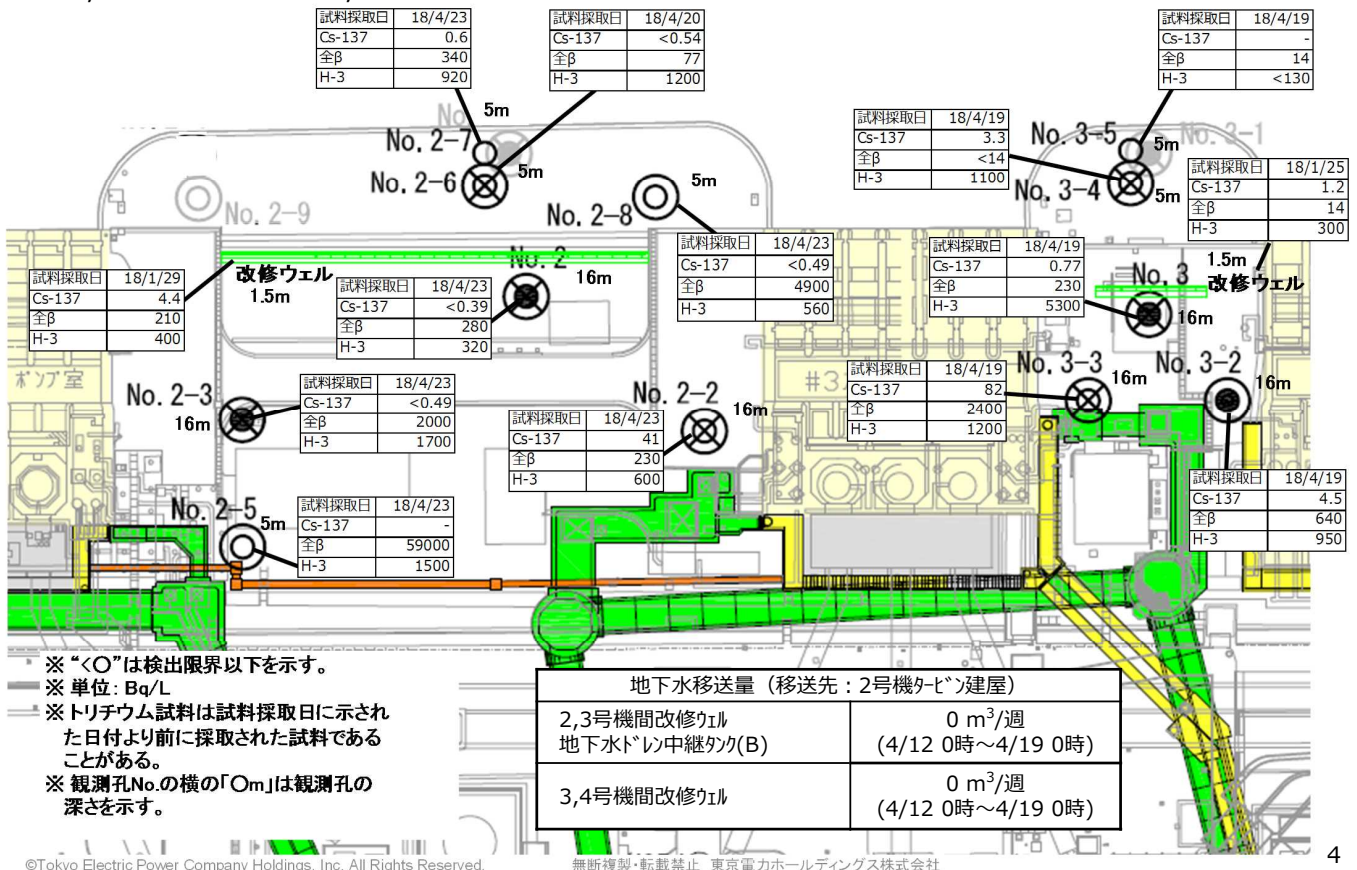 試料採取日 18/4/23
Cs-137 0.6
全β 340
H-3 920
試料採取日 18/4/20
Cs-137 <0.54
全β 77
H-3 1200
試料採取日 18/4/19
Cs-137 -
全β 14
H-3 <130
試料採取日 18/4/19
Cs-137 3.3
全β <14
H-3 1100
試料採取日 18/1/25
Cs-137 1.2
全β 14
H-3 300
No. 5m
No. 2-7
5m
No. 2-6
5m
No. 2-8
5m
No. 2-9
No. 3-5
5m
No. 3-1
No. 3-4
5m
試料採取日 18/1/29
Cs-137 4.4
全β 210
H-3 400
改修ウェル
1.5m
試料採取日 18/4/23
Cs-137 <0.39
全β 280
H-3 320
No. 2
16m
試料採取日 18/4/23
Cs-137 <0.49
全β 4900
H-3 560
試料採取日 18/4/19
Cs-137 0.77
全β 230
H-3 5300
No. 3
16m
1.5m
改修ウェル
ポンプ室
No. 2-3
16m
試料採取日 18/4/23
Cs-137 <0.49
全β 2000
H-3 1700
試料採取日 18/4/23
Cs-137 41
全β 230
H-3 600
No. 2-2
16m
#3
試料採取日 18/4/19
Cs-137 82
全β 2400
H-3 1200
No. 3-3
16m
No. 3-2
16m
試料採取日 18/4/19
Cs-137 4.5
全β 640
H-3 950
No. 2-5
5m
試料採取日 18/4/23
Cs-137 -
全β 59000
H-3 1500
※ “<〇”は検出限界以下を示す。
※ 単位: Bq/L
※ トリチウム試料は試料採取日に示され
た日付より前に採取された試料である
ことがある。
※ 観測孔No.の横の「〇m」は観測孔の
深さを示す。
地下水移送量（移送先：2号機ﾀｰﾋﾞﾝ建屋）
2,3号機間改修ｳｪﾙ
地下水ﾄﾞﾚﾝ中継ﾀﾝｸ(B)
0 m³/週
(4/12 0時～4/19 0時)
3,4号機間改修ｳｪﾙ
0 m³/週
(4/12 0時～4/19 0時)
©Tokyo Electric Power Company Holdings, Inc. All Rights Reserved.
無断複製・転載禁止 東京電力ホールディングス株式会社
4